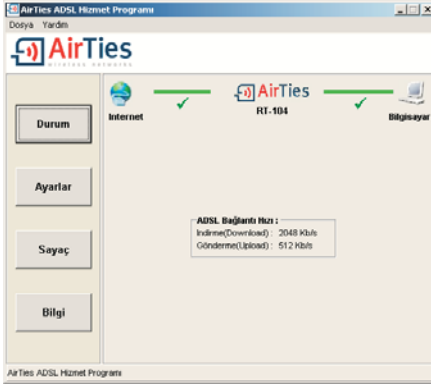 AirTies ADSL Hizmet Programı
Dosya Yardım
AirTies
WIRELESS NETWORKS
Internet
AirTies
RT-104
Bilgisayar
Durum
Ayarlar
Sayaç
Bilgi
ADSL Bağlantı Hızı :
Indirme(Download) : 2048 Kb/s
Gönderme(Upload) : 512 Kb/s
AirTies ADSL Hizmet Programı